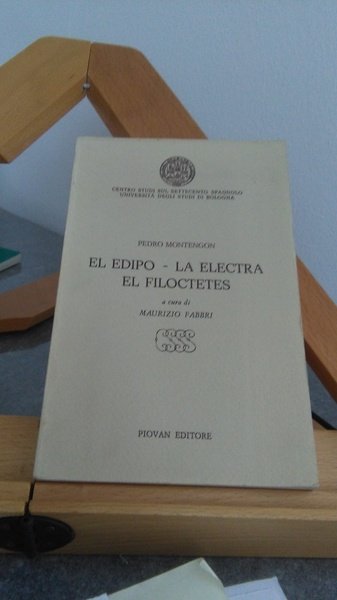 CENTRO STUDI SUL SETTECENTO SPAGNOLO
UNIVERSITÀ DEGLI STUDI DI BOLOGNA
PEDRO MONTENGON
EL EDIPO - LA ELECTRA
EL FILOCTETES
a cura di
MAURIZIO FABBRI
PIOVAN EDITORE